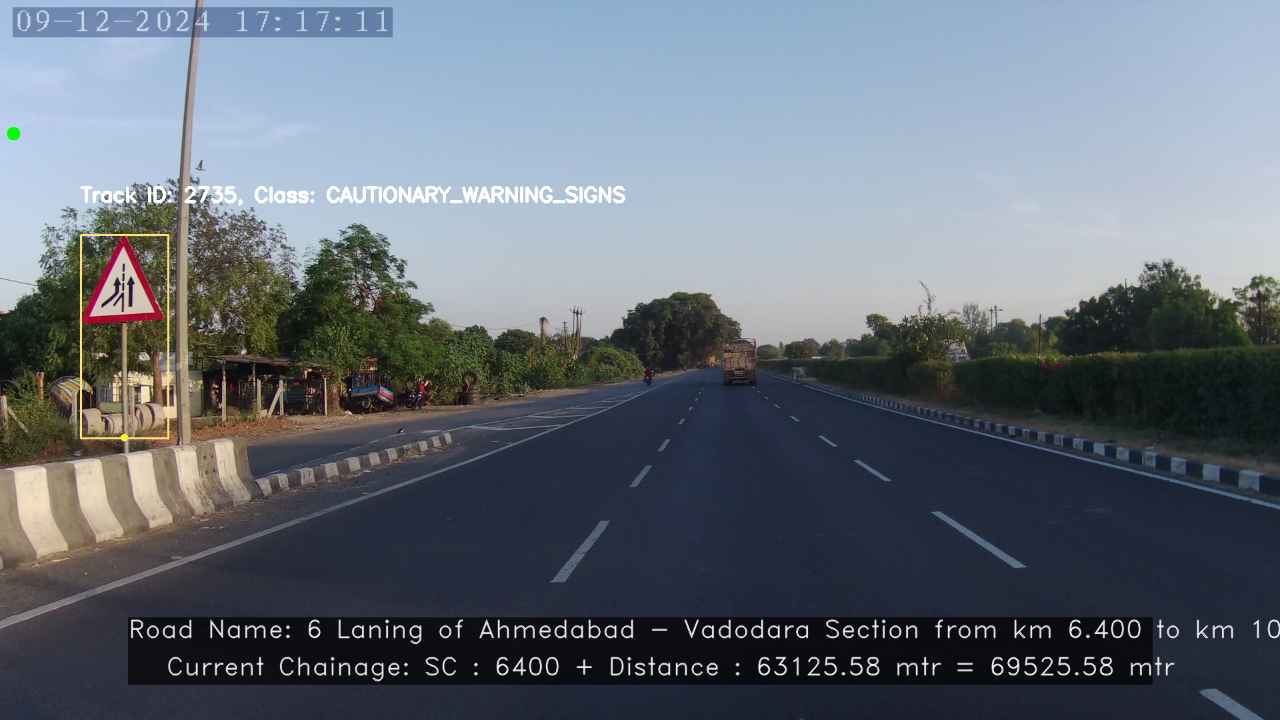 09-12-2024 17:17:11
Track ID: 2735, Class: CAUTIONARY_WARNING_SIGNS
Road Name: 6 Laning of Ahmedabad - Vadodara Section from km 6.400 to km 10
Current Chainage: SC : 6400 + Distance : 63125.58 mtr = 69525.58 mtr